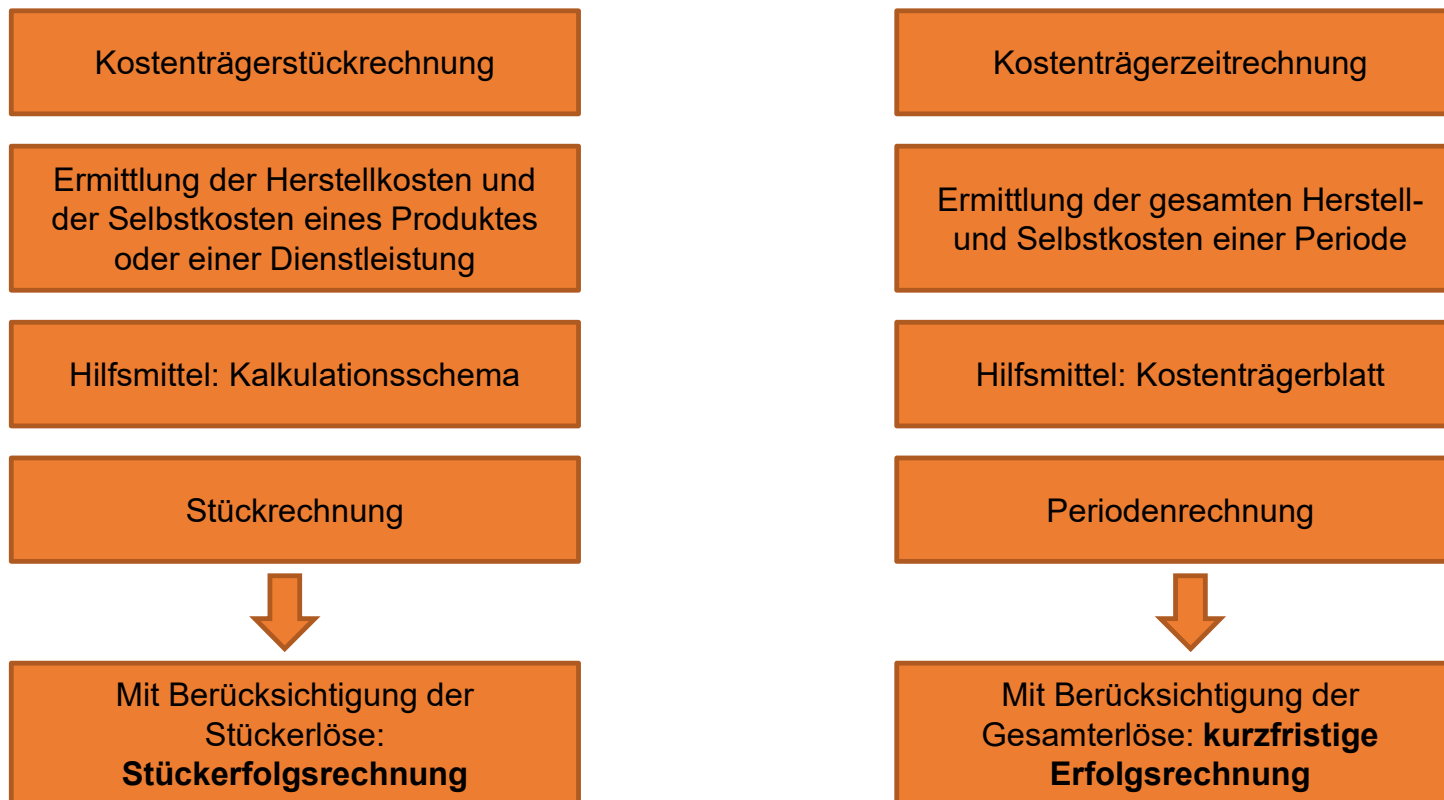 Kostenträgerstückrechnung
Ermittlung der Herstellkosten und
der Selbstkosten eines Produktes
oder einer Dienstleistung
Hilfsmittel: Kalkulationsschema
Stückrechnung
Mit Berücksichtigung der
Stückerlöse:
Stückerfolgsrechnung
Kostenträgerzeitrechnung
Ermittlung der gesamten Herstell-
und Selbstkosten einer Periode
Hilfsmittel: Kostenträgerblatt
Periodenrechnung
Mit Berücksichtigung der
Gesamterlöse: kurzfristige
Erfolgsrechnung